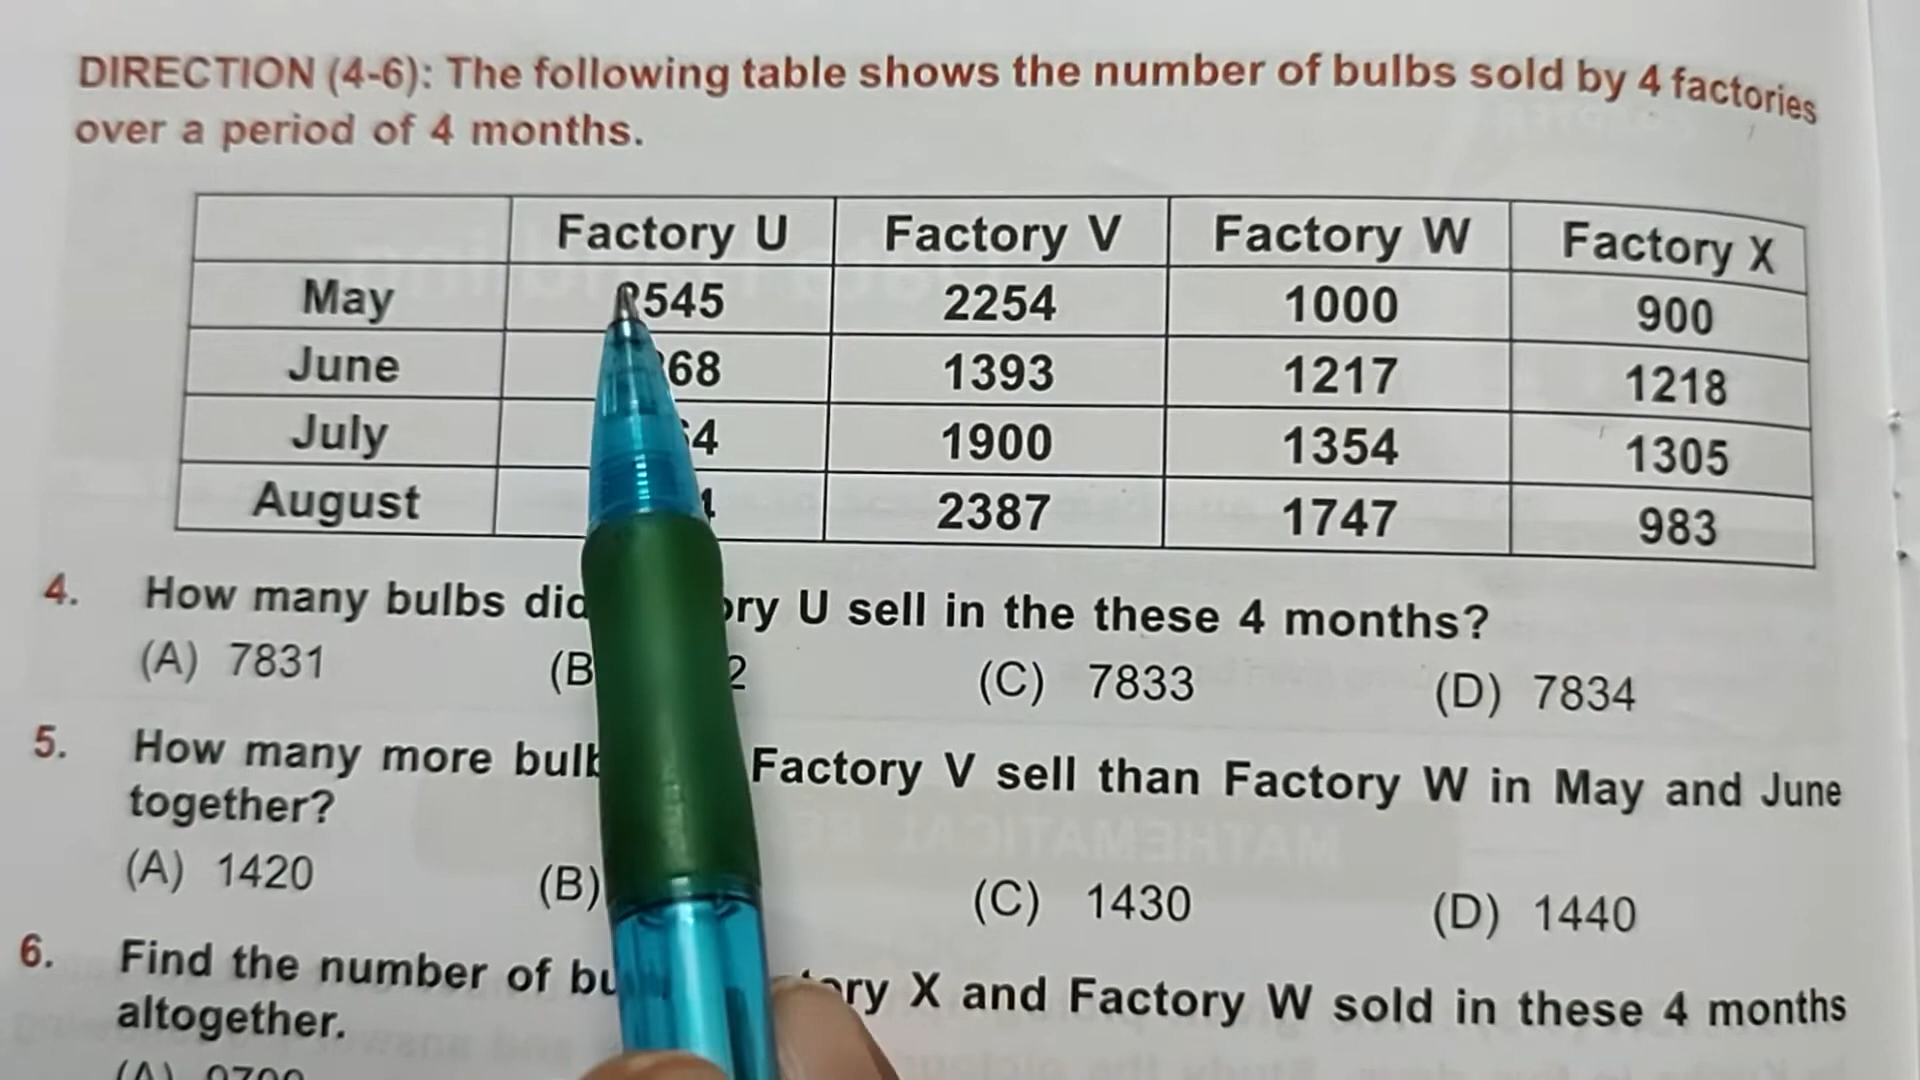 DIRECTION (4-6): The following table shows the number of bulbs sold by 4 factories
over a period of 4 months.
Factory U Factory V Factory W Factory X
May 545 2254 1000 900
June 68 1393 1217 1218
July 4 1900 1354 1305
August 2387 1747 983
4. How many bulbs did ory U sell in the these 4 months?
(A) 7831 (B 2 (C) 7833 (D) 7834
5. How many more bulb Factory V sell than Factory W in May and June
together?
(A) 1420 (B) (C) 1430 (D) 1440
6. Find the number of bu ory X and Factory W sold in these 4 months
altogether.
(A)